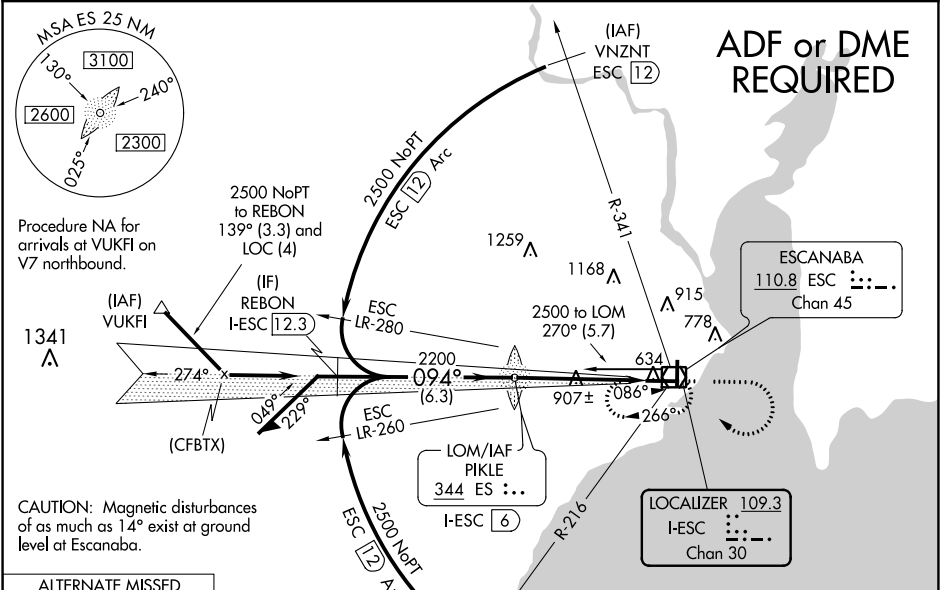 MSA ES 25 NM
130°
3100
240°
2600
2300
025°
Procedure NA for
arrivals at VUKFI on
V7 northbound.
2500 NoPT
to REBON
139° (3.3) and
LOC (4)
(IAF)
VNZNT
ESC 12
ADF or DME
REQUIRED
2500 NoPT
ESC 12 Arc
R-341
1259
1168
915
778
ESCANABA
110.8 ESC
Chan 45
(IAF)
VUKFI
1341
(IF)
REBON
I-ESC 12.3
ESC
LR-280
2500 to LOM
270° (5.7)
634
274°
2200
094°
(6.3)
907±
086°
266°
049°
229°
(CFBTX)
ESC
LR-260
LOM/IAF
PIKLE
344 ES
I-ESC 6
R-216
LOCALIZER 109.3
I-ESC
Chan 30
CAUTION: Magnetic disturbances
of as much as 14° exist at ground
level at Escanaba.
2500 NoPT
ESC 12
ALTERNATE MISSED